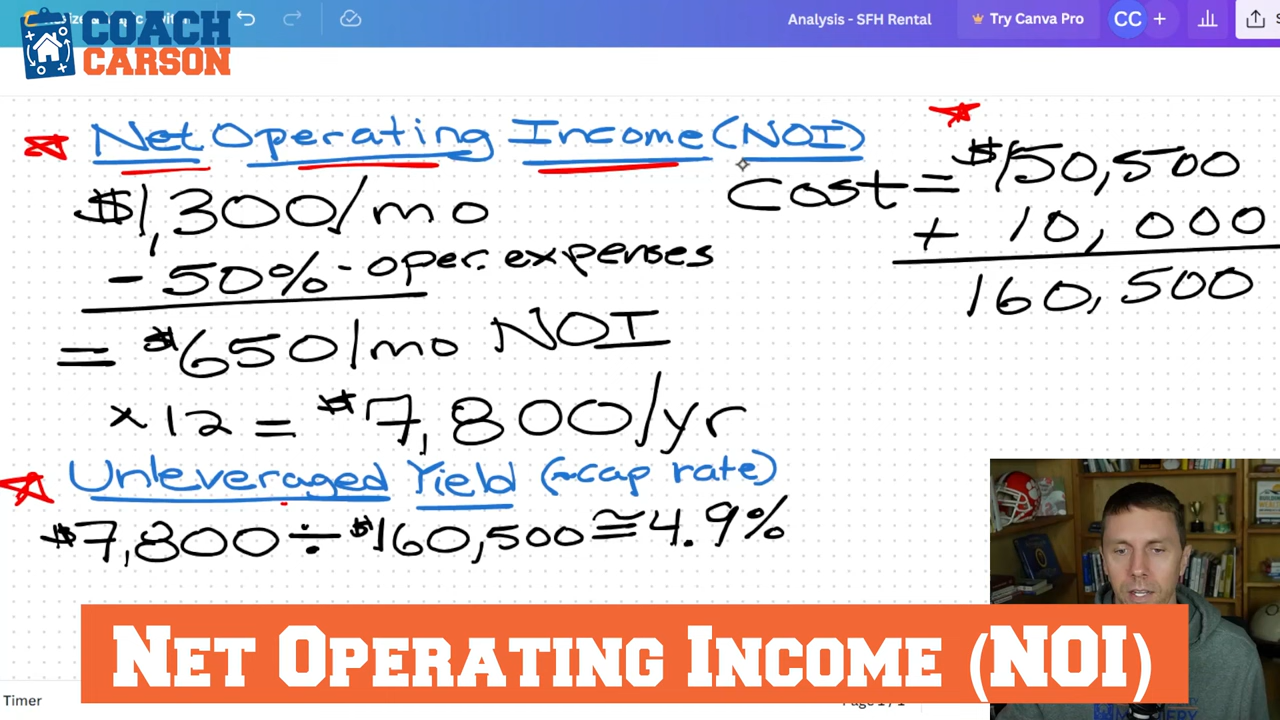 COACH
CARSON
Analysis - SFH Rental
Try Canva Pro
CC
+
Net Operating Income (NOI)
$1,300/mo
- 50% - oper. expenses
= $650/mo NOI
x 12 = $7,800/yr
Cost = $150,500
+ 10,000
160,500
Unleveraged Yield (~cap rate)
$7,800 ÷ $160,500 ≅ 4.9%
NET OPERATING INCOME (NOI)
Timer